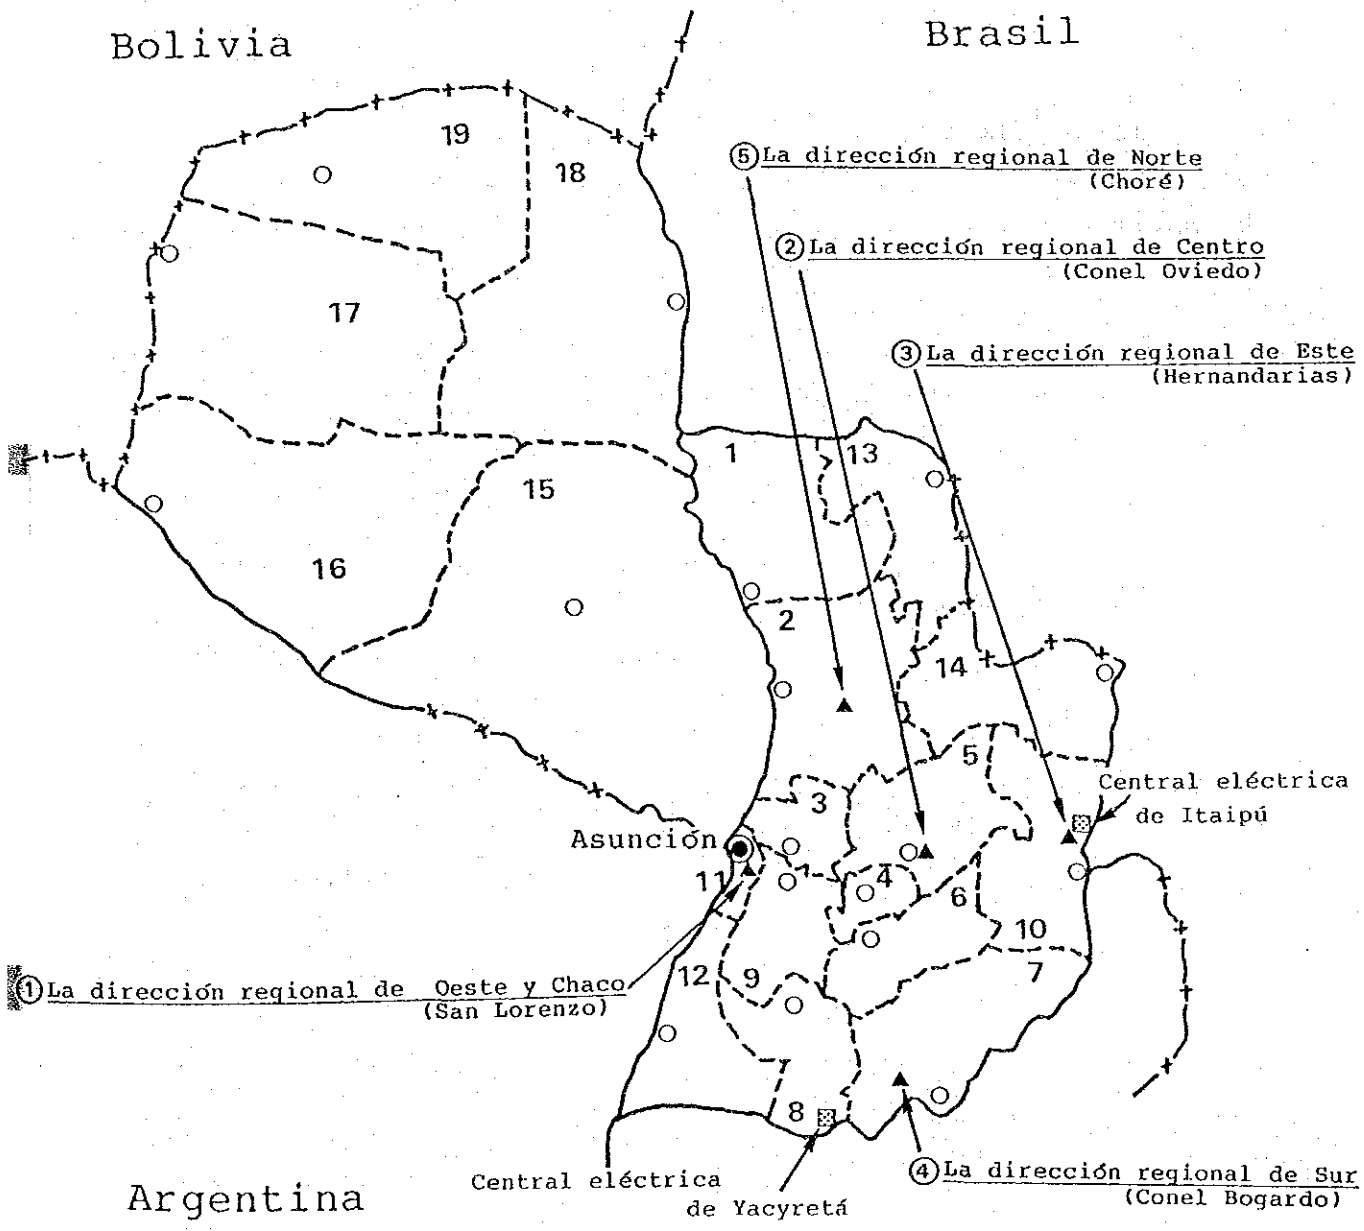 Bolivia
Brasil
19
18
⑤La dirección regional de Norte
(Choré)
②La dirección regional de Centro
(Conel Oviedo)
17
③La dirección regional de Este
(Hernandarias)
1
13
15
16
2
14
5
3
Central eléctrica
de Itaipú
Asunción
11
4
6
10
12
9
7
①La dirección regional de Oeste y Chaco
(San Lorenzo)
8
Central eléctrica
de Yacyretá
④La dirección regional de Sur
(Conel Bogardo)
Argentina